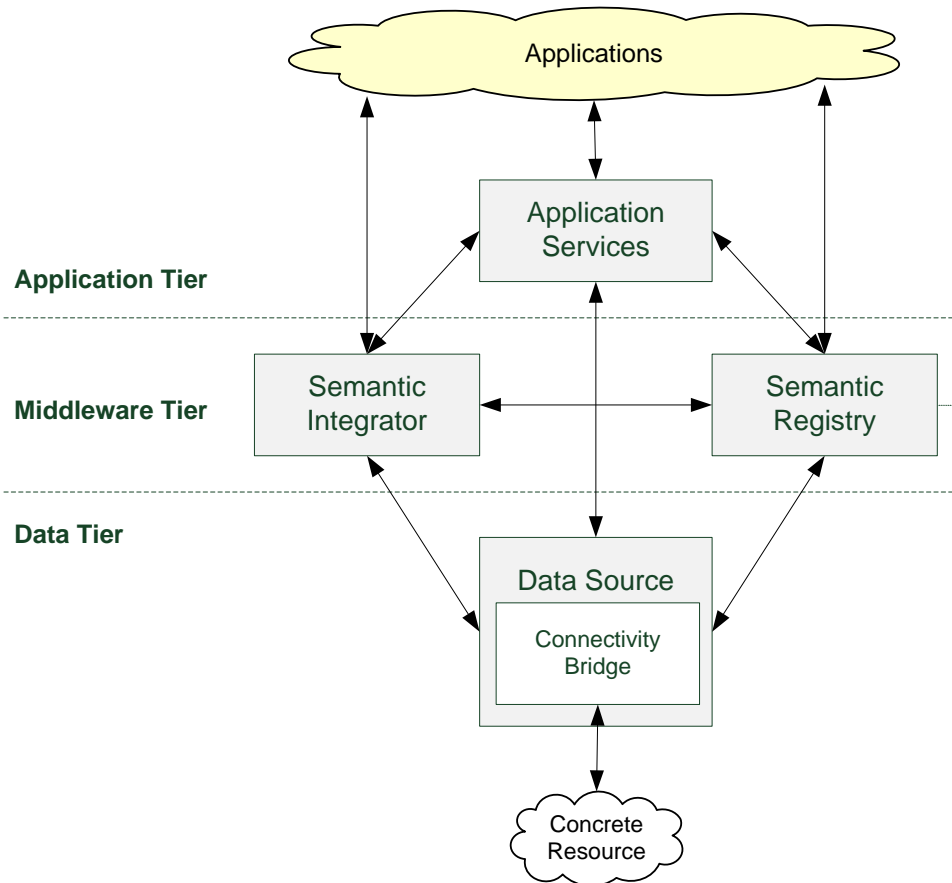 Applications
Application
Services
Application Tier
Semantic
Integrator
Semantic
Registry
Middleware Tier
Data Tier
Data Source
Connectivity
Bridge
Concrete
Resource